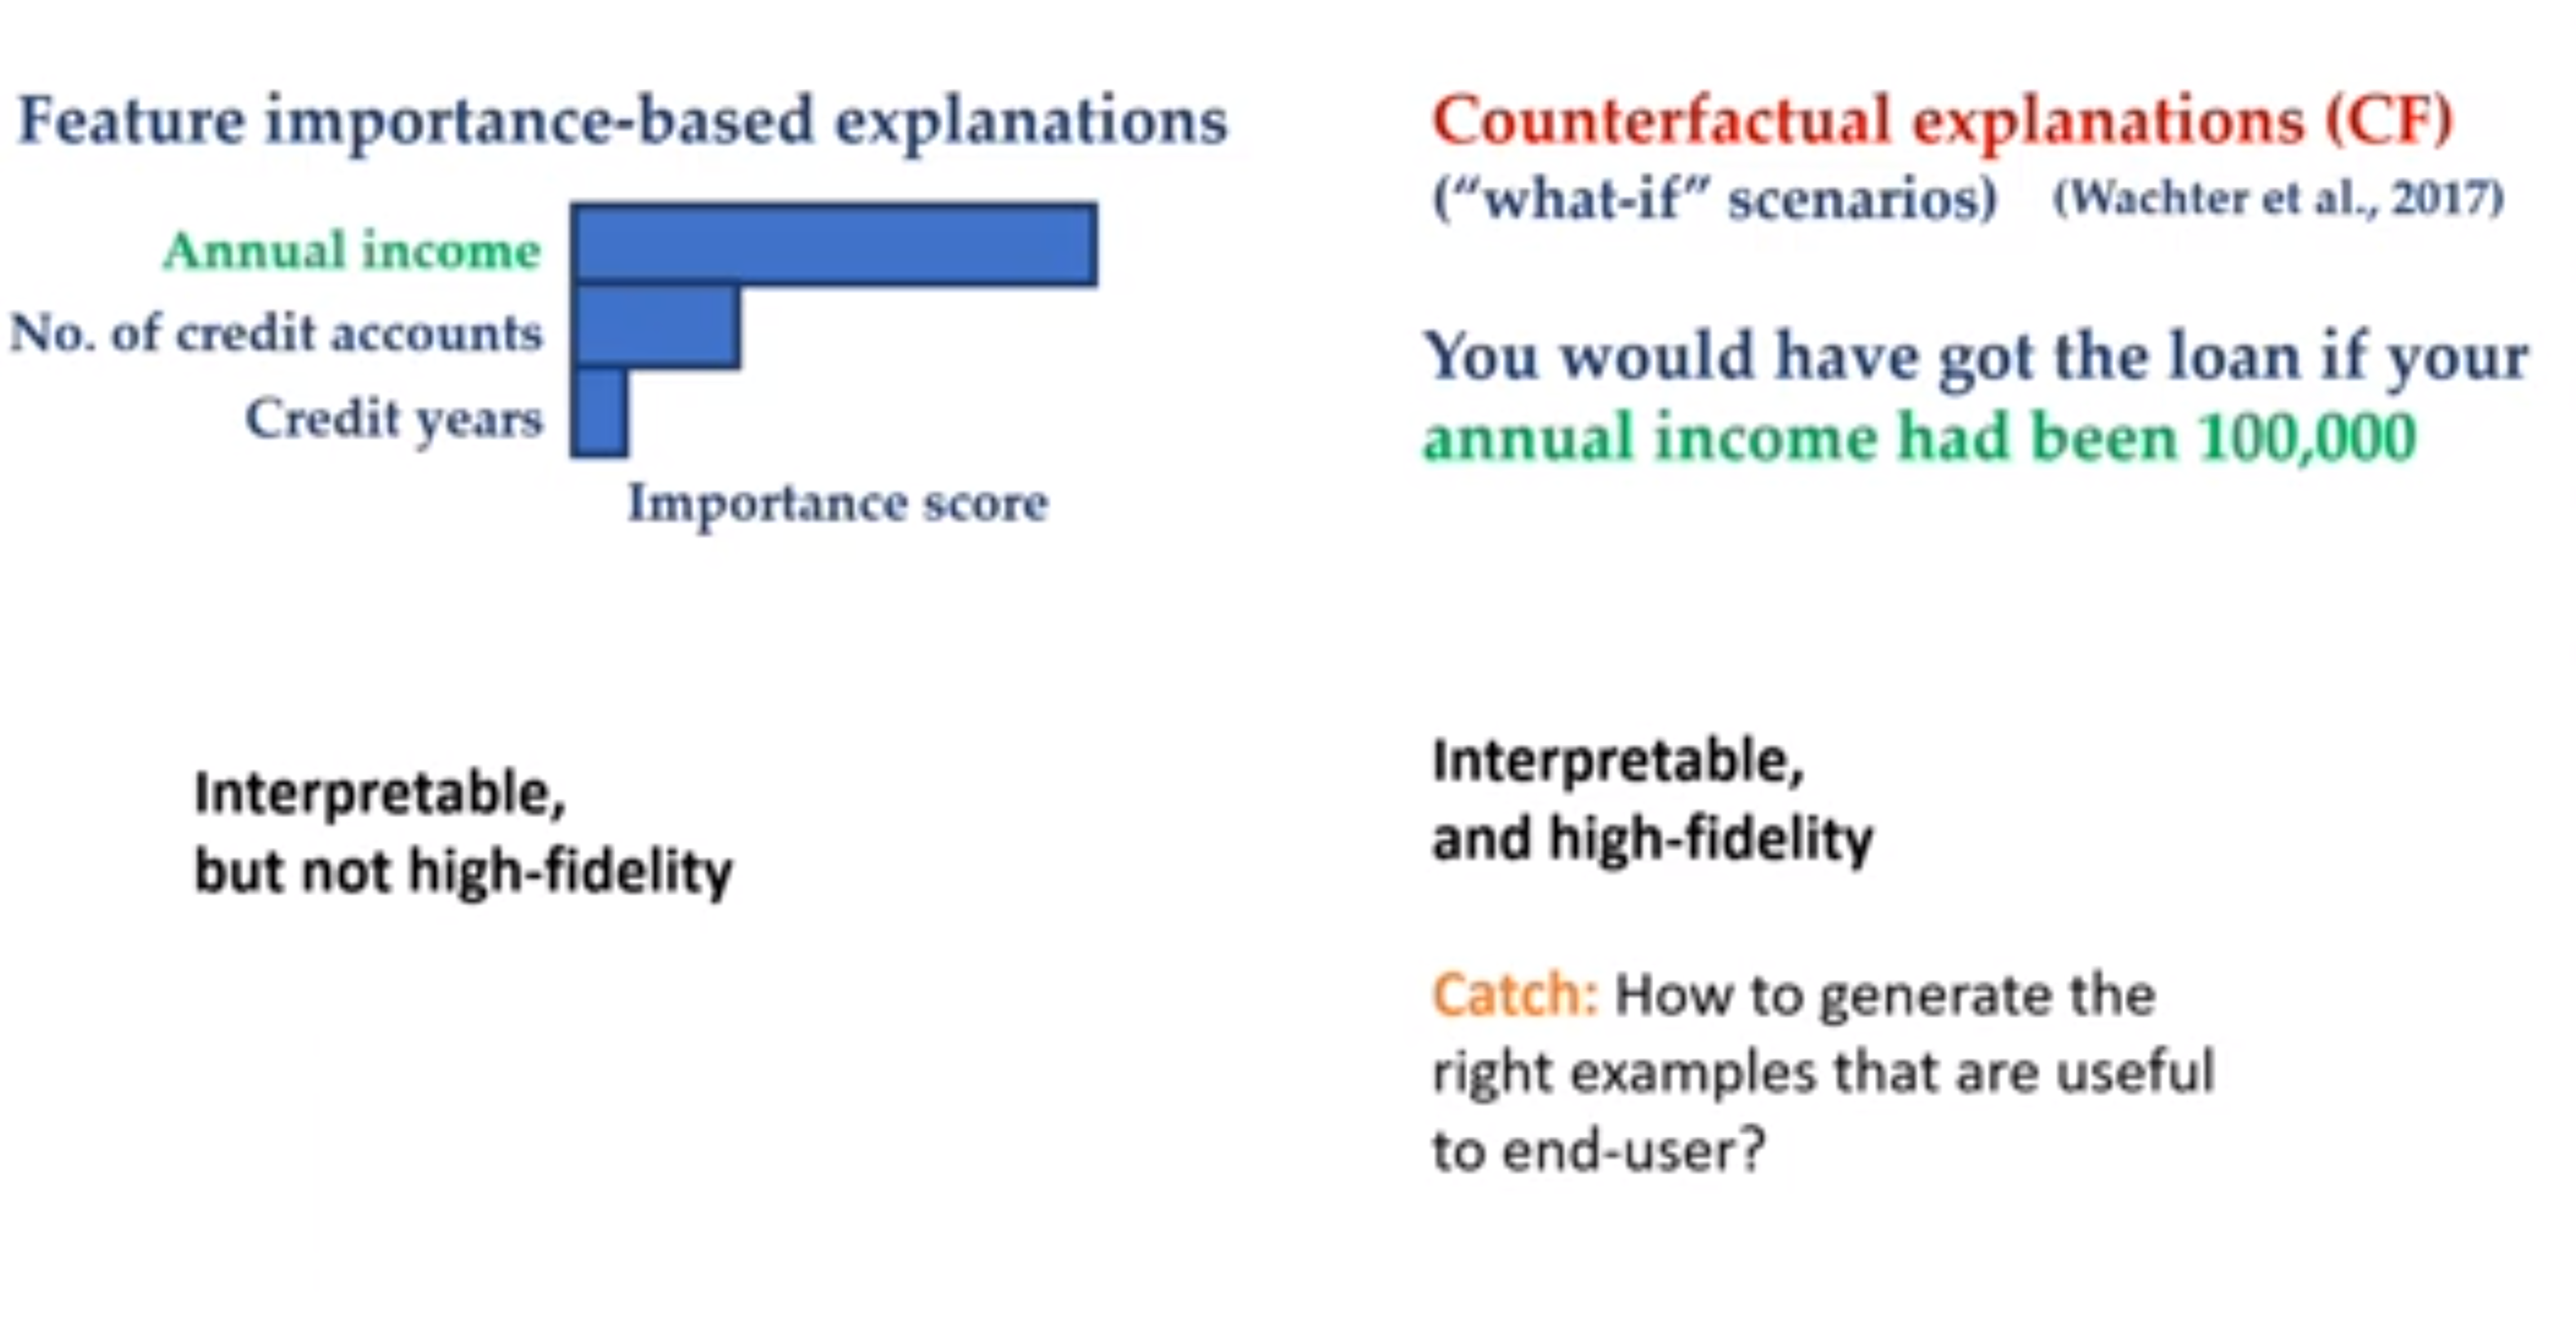 Feature importance-based explanations
Annual income
No. of credit accounts
Credit years
Importance score
Interpretable,
but not high-fidelity
Counterfactual explanations (CF)
(“what-if” scenarios) (Wachter et al., 2017)
You would have got the loan if your
annual income had been 100,000
Interpretable,
and high-fidelity
Catch: How to generate the
right examples that are useful
to end-user?